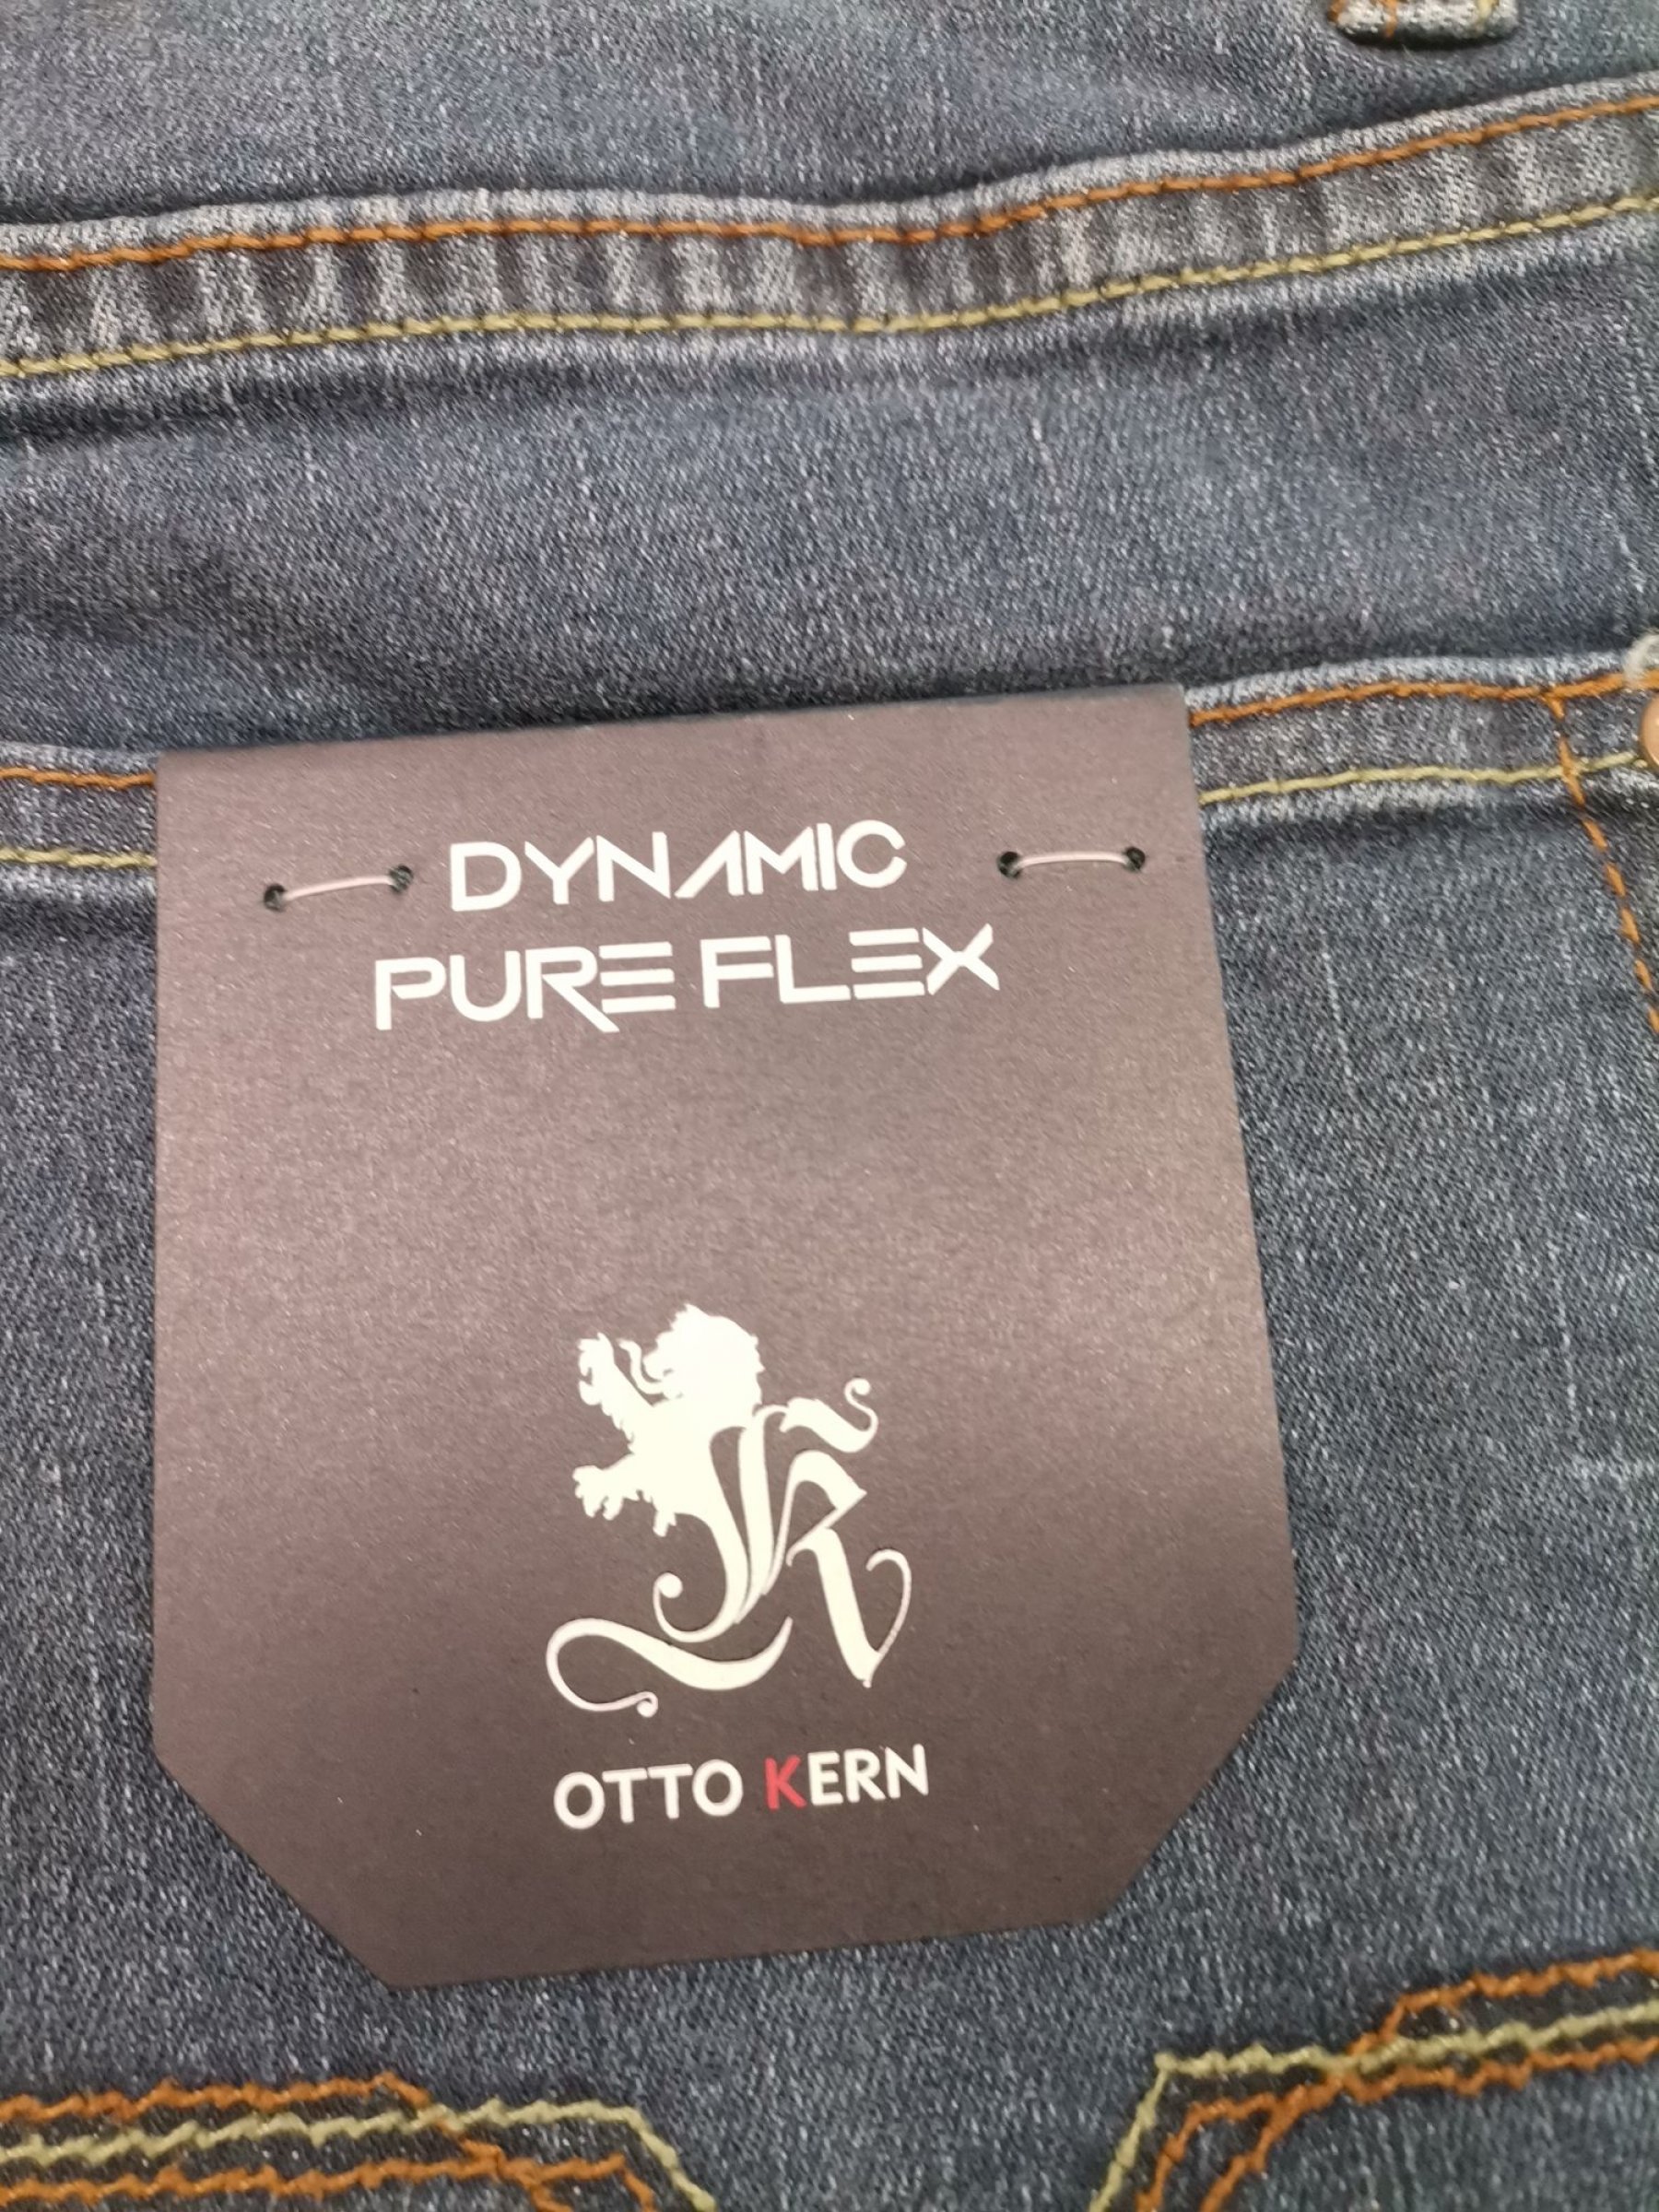 DYNAMIC
PURE FLEX
K
OTTO KERN